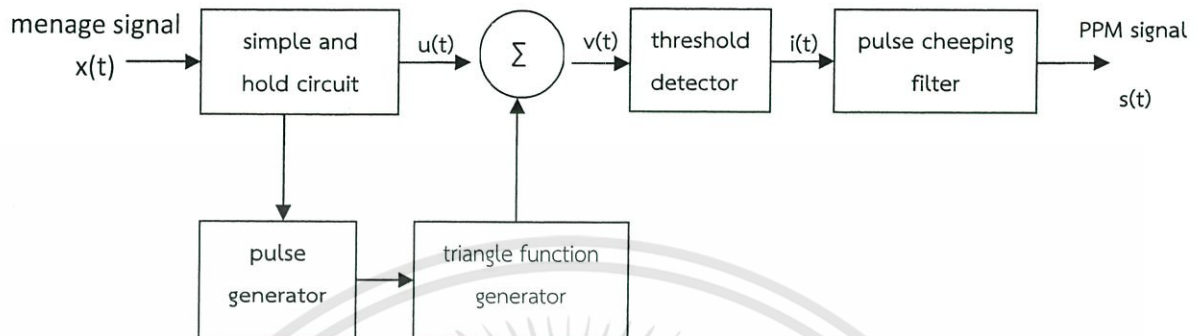 menage signal
x(t)
simple and
hold circuit
u(t)
Σ
v(t)
threshold
detector
i(t)
pulse cheeping
filter
PPM signal
s(t)
pulse
generator
triangle function
generator